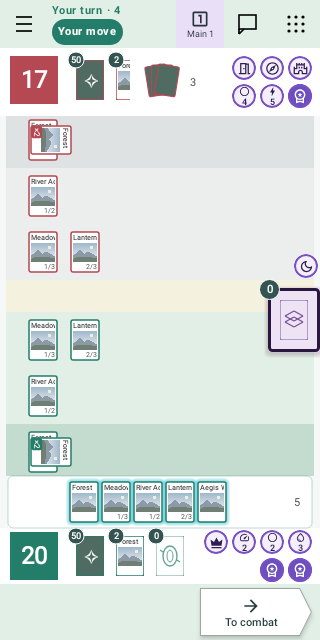 Your turn · 4
Your move
1
Main 1
17
50
2
3
4
5
x2
Forest
River Ac
1/2
Meadow
1/3
Lantern
2/3
0
Meadow
1/3
Lantern
2/3
River Ac
1/2
x2
Forest
Forest
Meadow
1/3
River Ac
1/2
Lantern
2/3
Aegis
5
20
50
2
Forest
0
2
2
3
To combat